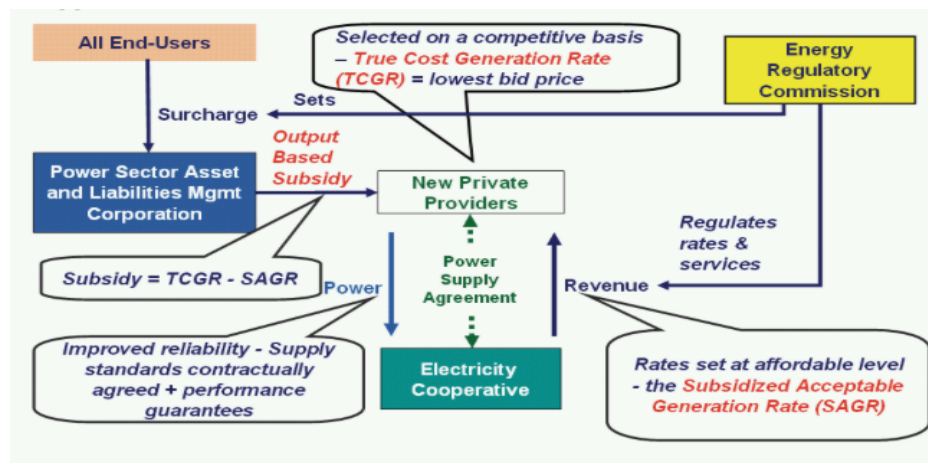 All End-Users
Selected on a competitive basis
– True Cost Generation Rate
(TCGR) = lowest bid price
Energy
Regulatory
Commission
Sets
Surcharge
Output
Based
Subsidy
Power Sector Asset
and Liabilities Mgmt
Corporation
New Private
Providers
Regulates
rates &
services
Subsidy = TCGR - SAGR
Power
Power
Supply
Agreement
Revenue
Improved reliability - Supply
standards contractually
agreed + performance
guarantees
Electricity
Cooperative
Rates set at affordable level
- the Subsidized Acceptable
Generation Rate (SAGR)